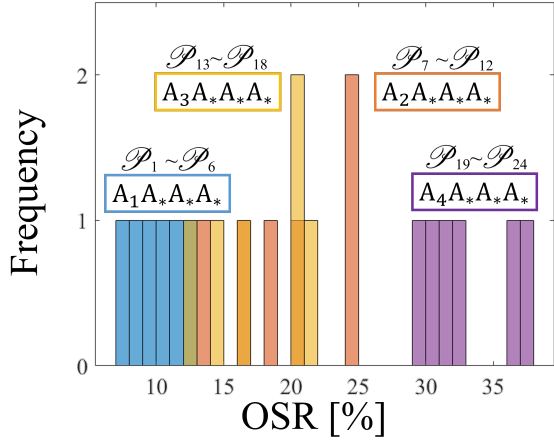 𝒫₁₃~𝒫₁₈
A₃A*A*A*
𝒫₇~𝒫₁₂
A₂A*A*A*
𝒫₁ ~𝒫₆
A₁A*A*A*
𝒫₁₉~𝒫₂₄
A₄A*A*A*
Frequency
2
1
0
10 15 20 25 30 35
OSR [%]